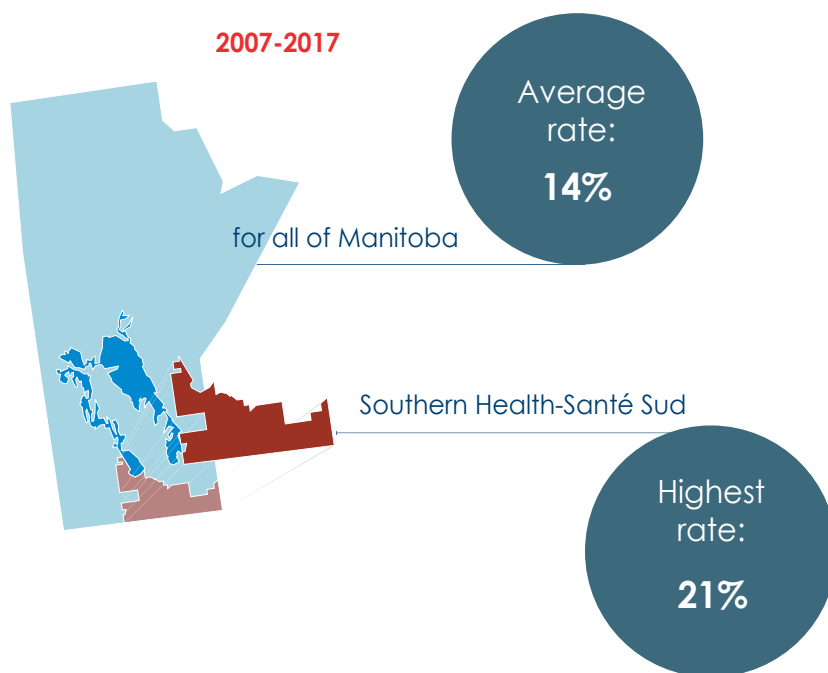 2007-2017
Average
rate:
14%
for all of Manitoba
Southern Health-Santé Sud
Highest
rate:
21%